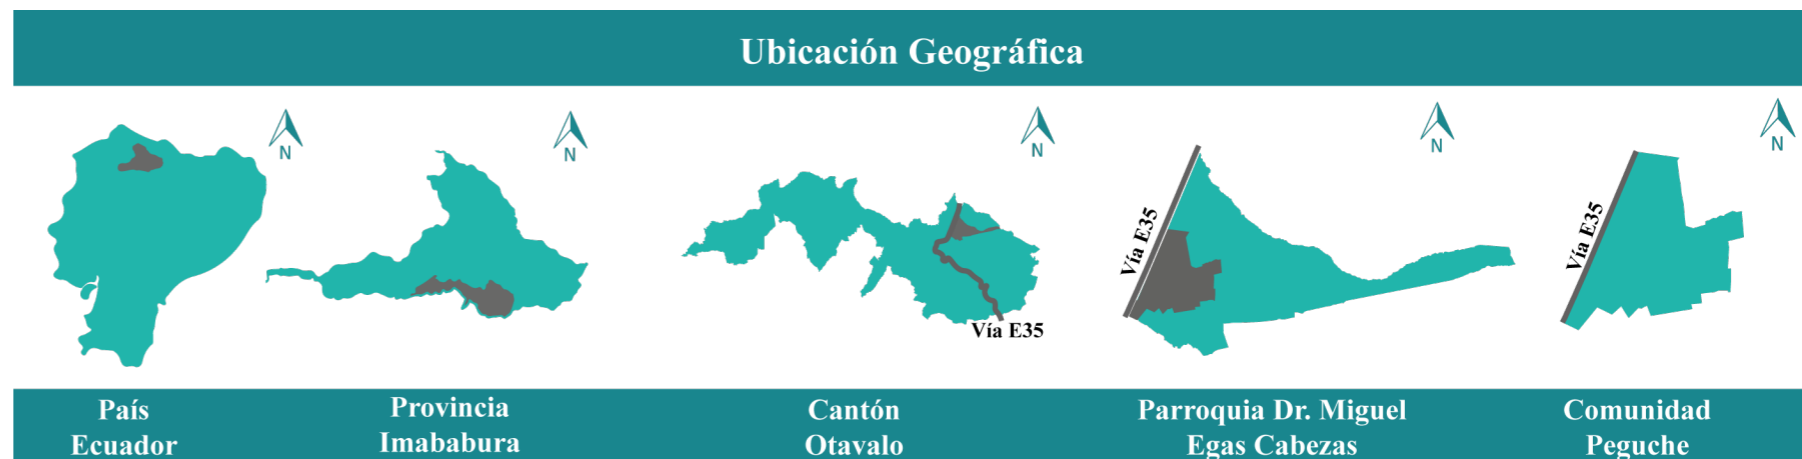 Ubicación Geográfica
N
N
N
N
N
Vía E35
Vía E35
Vía E35
País
Ecuador
Provincia
Imababura
Cantón
Otavalo
Parroquia Dr. Miguel
Egas Cabezas
Comunidad
Peguche